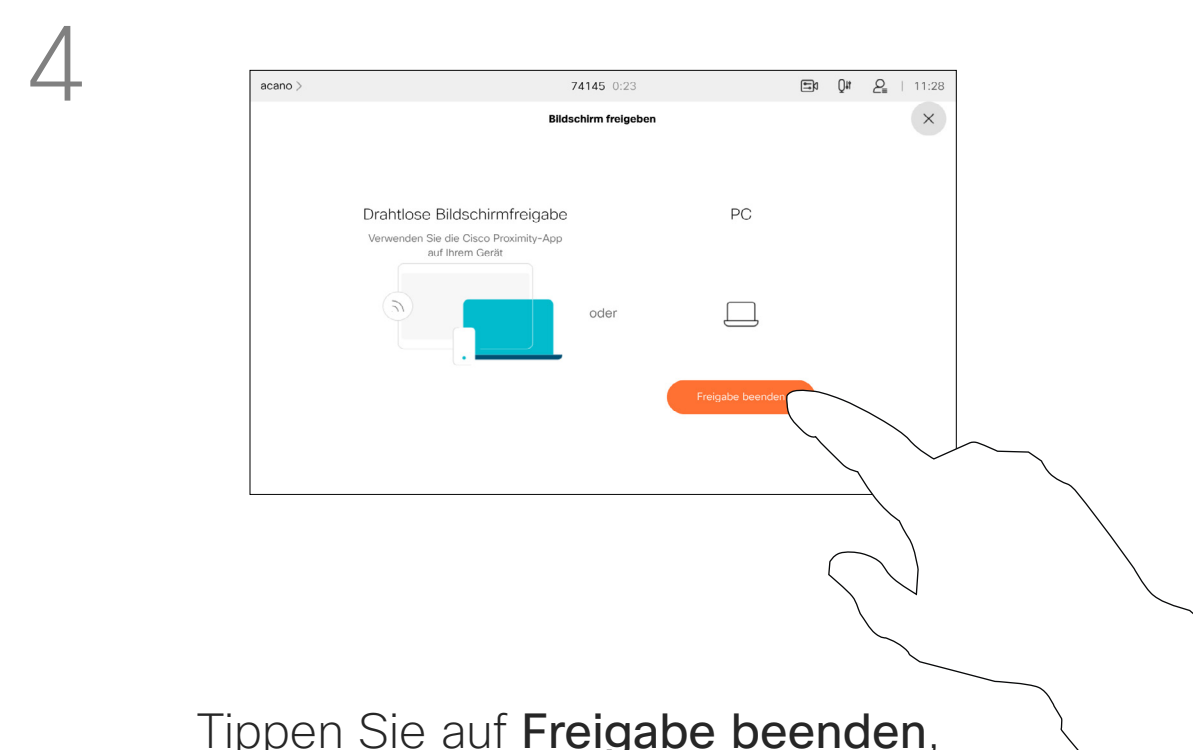 4
acano >
74145 0:23
11:28
Bildschirm freigeben
Drahtlose Bildschirmfreigabe
Verwenden Sie die Cisco Proximity-App
auf Ihrem Gerät
oder
PC
Freigabe beenden
Tippen Sie auf Freigabe beenden,